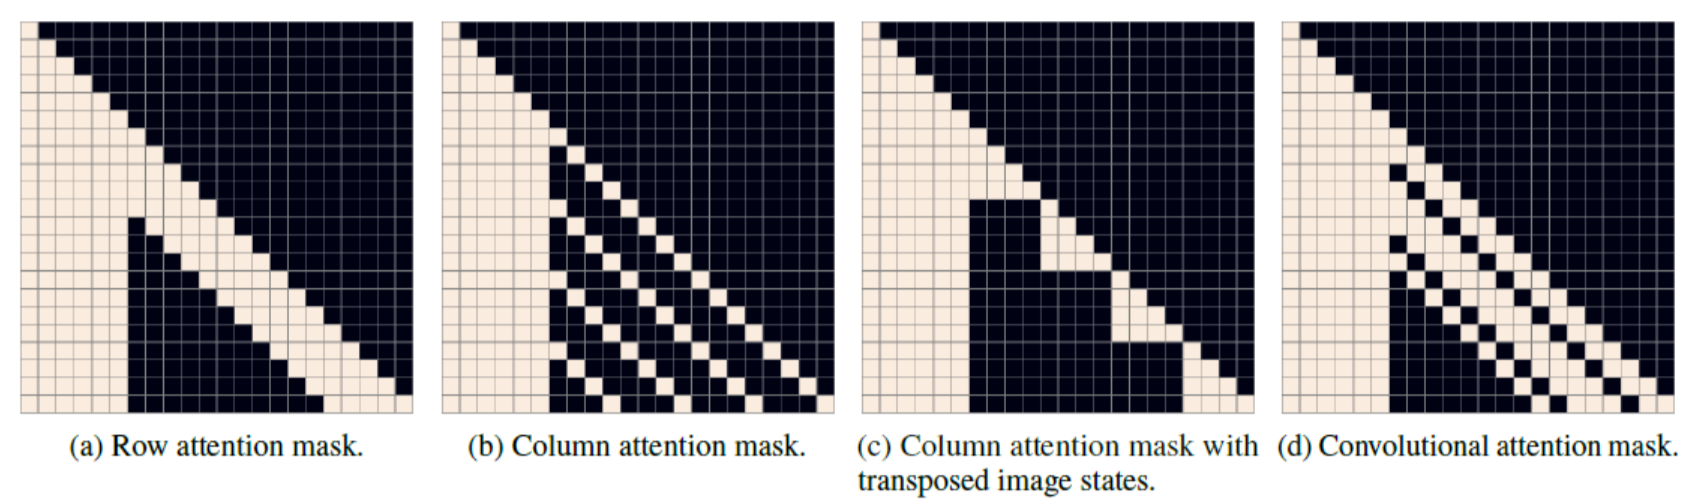 (a) Row attention mask.
(b) Column attention mask.
(c) Column attention mask with
transposed image states.
(d) Convolutional attention mask.